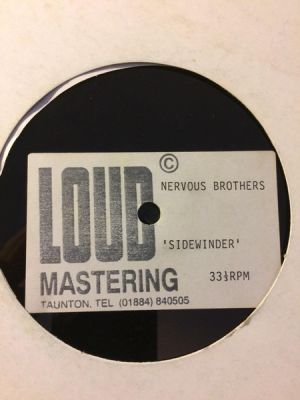 LOUD ©
NERVOUS BROTHERS
'SIDEWINDER'
MASTERING 33⅓RPM
TAUNTON. TEL (01884) 840505